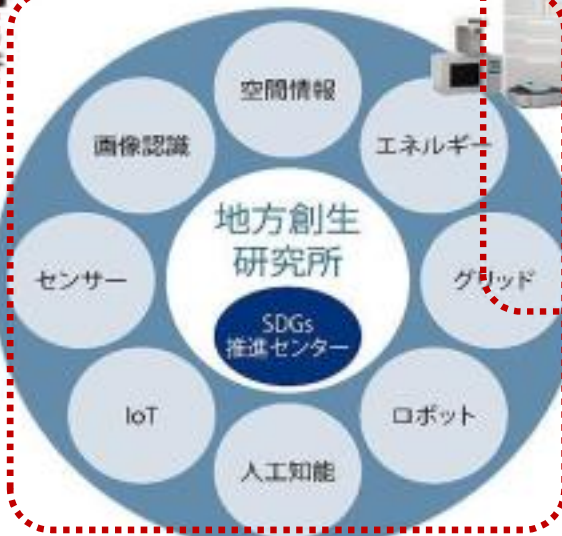 空間情報
画像認識
エネルギー
地方創生
研究所
センサー
グリッド
SDGs
推進センター
IoT
ロボット
人工知能